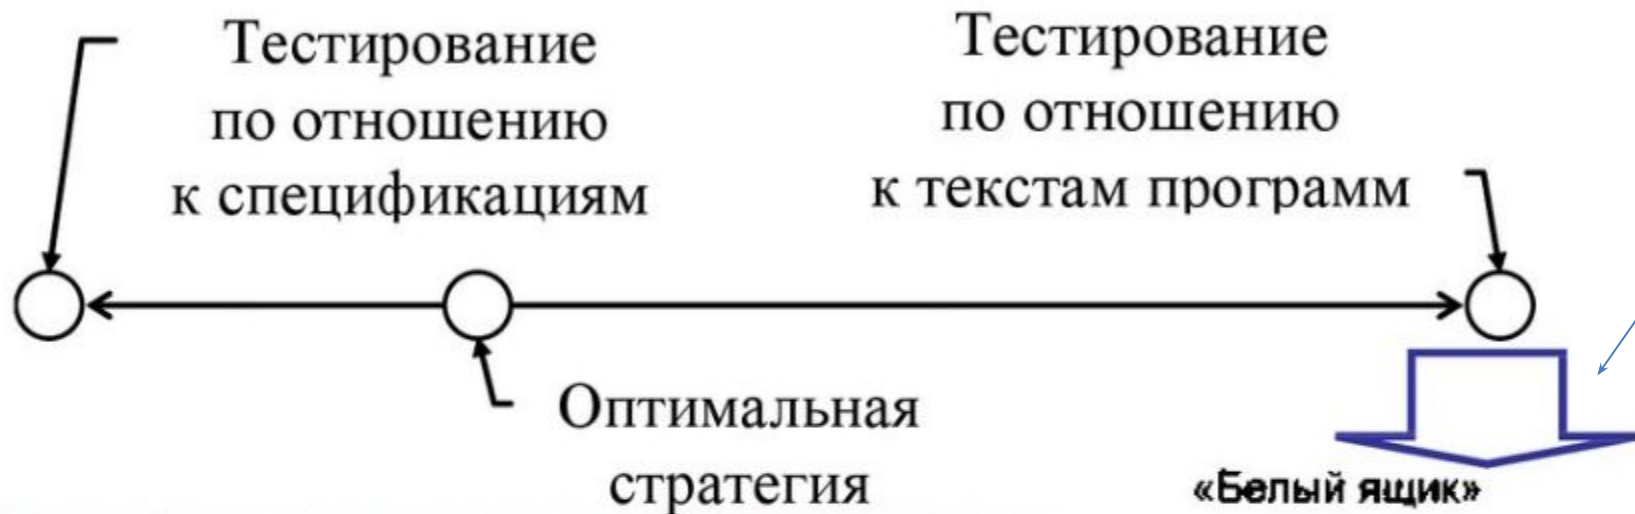 Тестирование
по отношению
к спецификациям
Тестирование
по отношению
к текстам программ
Оптимальная
стратегия
«Белый ящик»